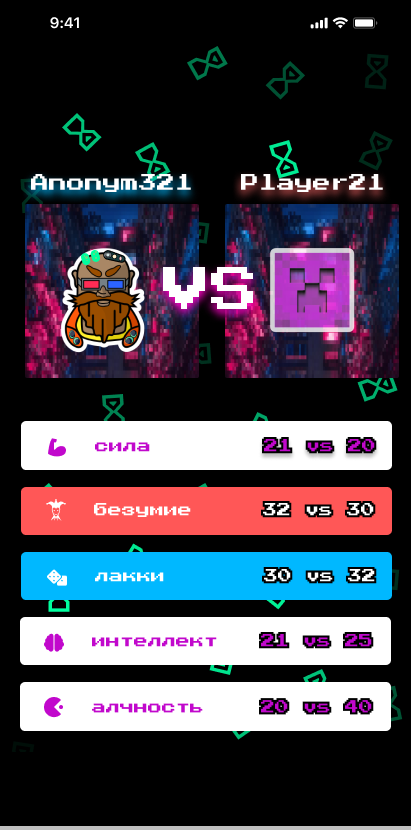 9:41
Anonym321
Player21
VS
сила 21 vs 20
безумие 32 vs 30
лакки 30 vs 32
интеллект 21 vs 25
алчность 20 vs 40